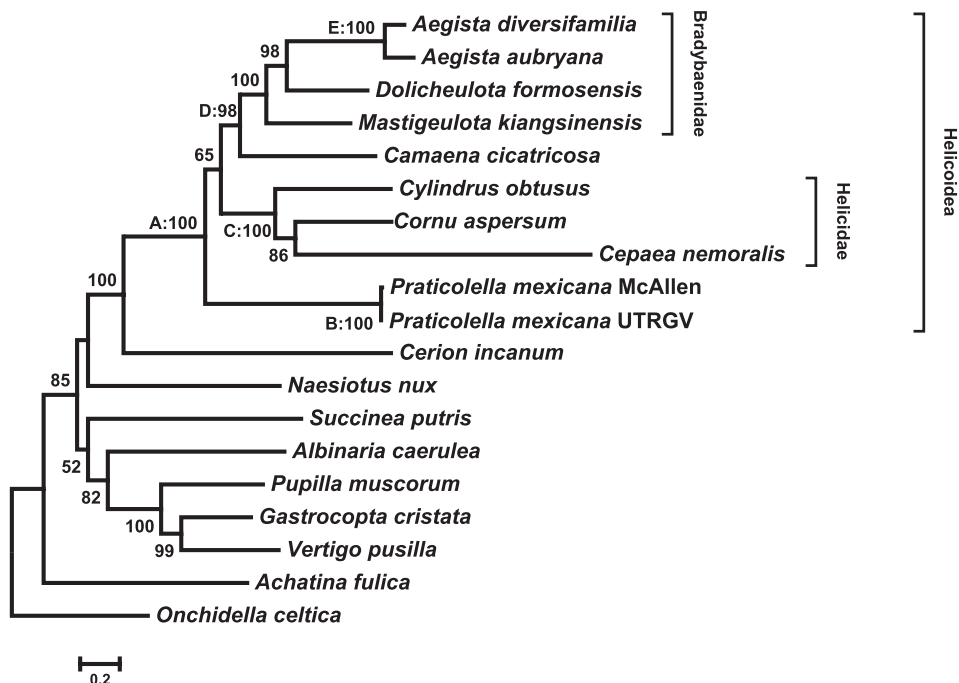 E:100 Aegista diversifamilia
98 Aegista aubryana
100 Dolicheulota formosensis
D:98 Mastigeulota kiangsinensis
Bradybaenidae
65 Camaena cicatricosa
Cylindrus obtusus
A:100 C:100 Cornu aspersum
86 Cepaea nemoralis
Helicidae
100 Praticolella mexicana McAllen
B:100 Praticolella mexicana UTRGV
Helicoidea
Cerion incanum
85 Naesiotus nux
Succinea putris
52 Albinaria caerulea
82 Pupilla muscorum
100 Gastrocopta cristata
99 Vertigo pusilla
Achatina fulica
Onchidella celtica
0.2